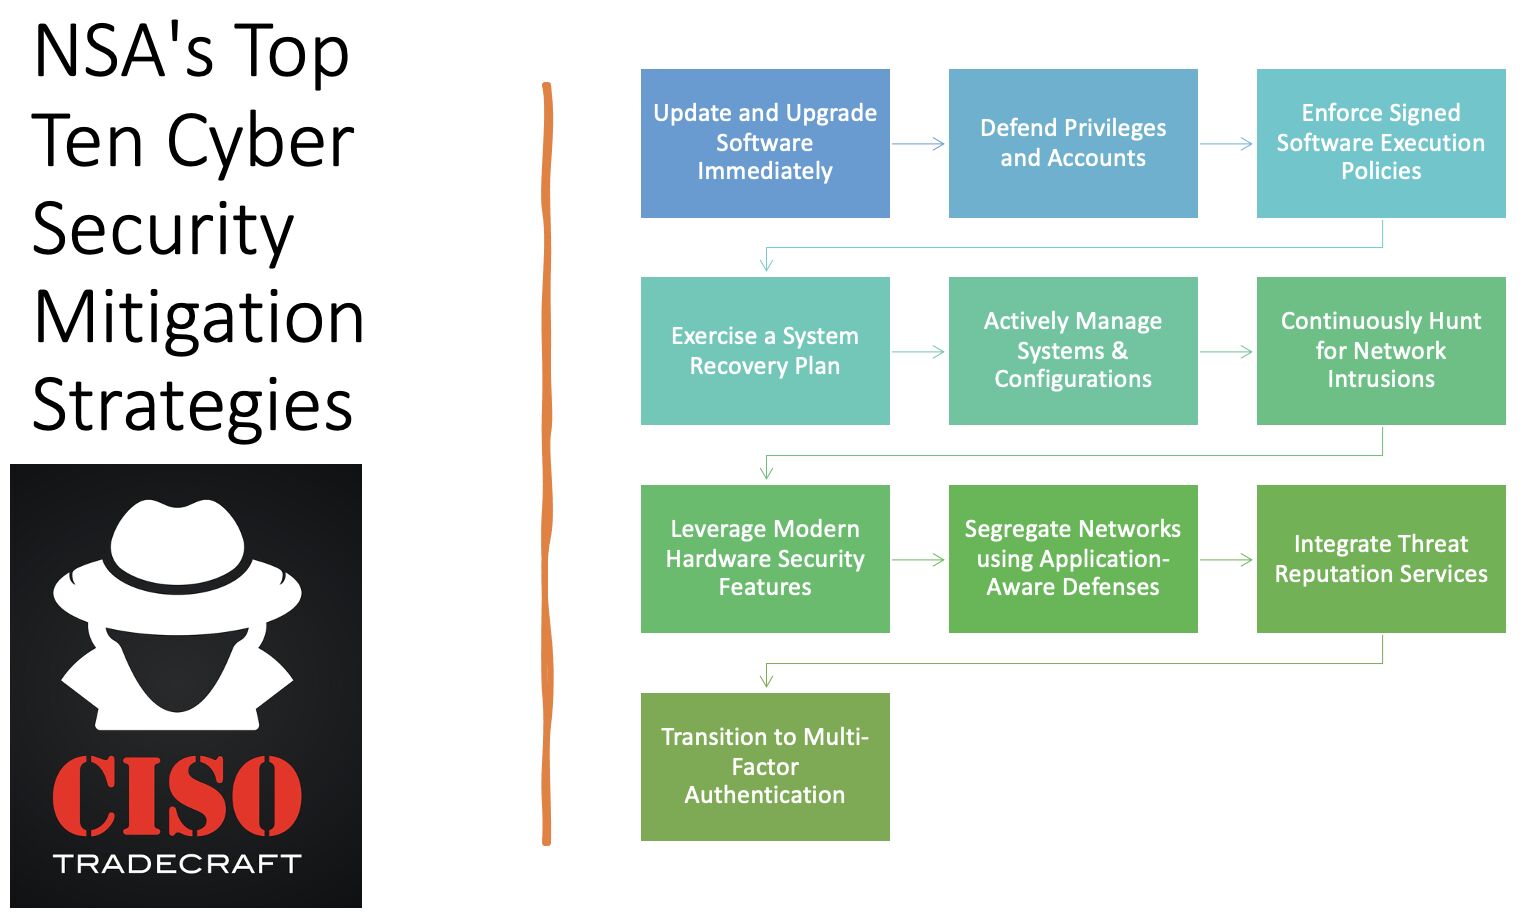 NSA's Top
Ten Cyber
Security
Mitigation
Strategies
CISO
TRADECRAFT
Update and Upgrade
Software
Immediately
Defend Privileges
and Accounts
Enforce Signed
Software Execution
Policies
Exercise a System
Recovery Plan
Actively Manage
Systems &
Configurations
Continuously Hunt
for Network
Intrusions
Leverage Modern
Hardware Security
Features
Segregate Networks
using Application-
Aware Defenses
Integrate Threat
Reputation Services
Transition to Multi-
Factor
Authentication